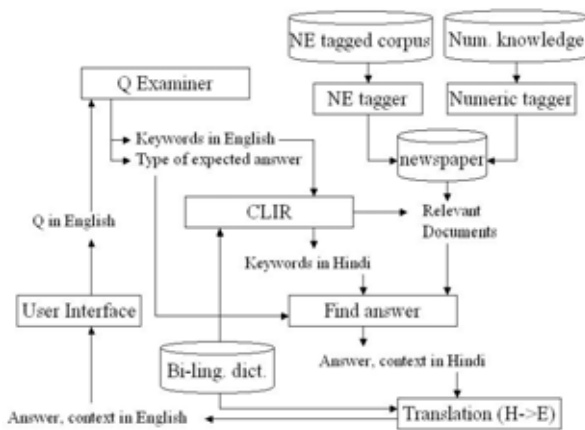 NE tagged corpus
Num. knowledge
Q Examiner
NE tagger
Numeric tagger
Keywords in English
Type of expected answer
newspaper
CLIR
Relevant
Documents
Q in English
Keywords in Hindi
User Interface
Find answer
Bi-ling. dict.
Answer, context in Hindi
Answer, context in English
Translation (H->E)